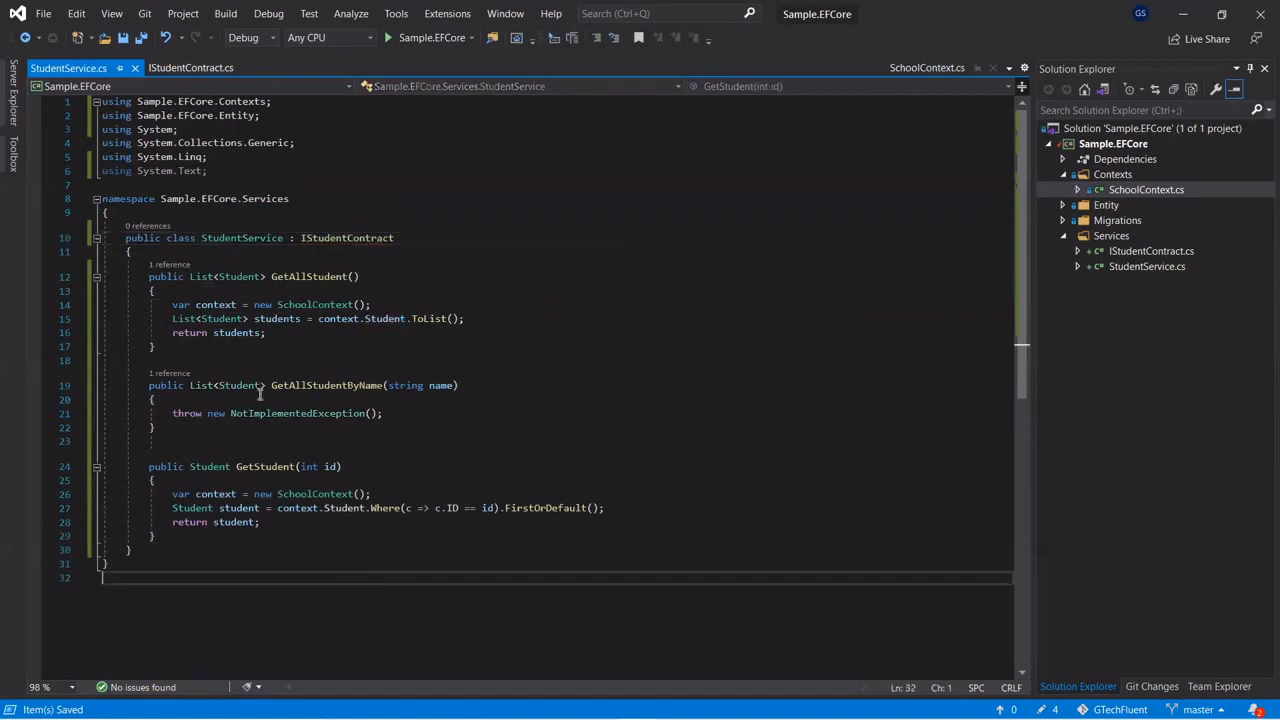 File Edit View Git Project Build Debug Test Analyze Tools Extensions Window Help Search (Ctrl+Q) Sample.EFCore GS
Debug Any CPU Sample.EFCore Live Share
StudentService.cs IStudentContract.cs SchoolContext.cs
Sample.EFCore Sample.EFCore.Services.StudentService GetStudent(int id)
Server Explorer
Toolbox
1 using Sample.EFCore.Contexts;
2 using Sample.EFCore.Entity;
3 using System;
4 using System.Collections.Generic;
5 using System.Linq;
6 using System.Text;
7
8 namespace Sample.EFCore.Services
9 {
0 references
10 public class StudentService : IStudentContract
11 {
1 reference
12 public List<Student> GetAllStudent()
13 {
14 var context = new SchoolContext();
15 List<Student> students = context.Student.ToList();
16 return students;
17 }
18
1 reference
19 public List<Student> GetAllStudentByName(string name)
20 {
21 throw new NotImplementedException();
22 }
23
24 public Student GetStudent(int id)
25 {
26 var context = new SchoolContext();
27 Student student = context.Student.Where(c => c.ID == id).FirstOrDefault();
28 return student;
29 }
30 }
31 }
32
98 % No issues found Ln: 32 Ch: 1 SPC CRLF
Solution Explorer
Search Solution Explorer (Ctrl+;)
Solution 'Sample.EFCore' (1 of 1 project)
Sample.EFCore
Dependencies
Contexts
SchoolContext.cs
Entity
Migrations
Services
IStudentContract.cs
StudentService.cs
Solution Explorer Git Changes Team Explorer
Item(s) Saved 0 4 GTechFluent master 2